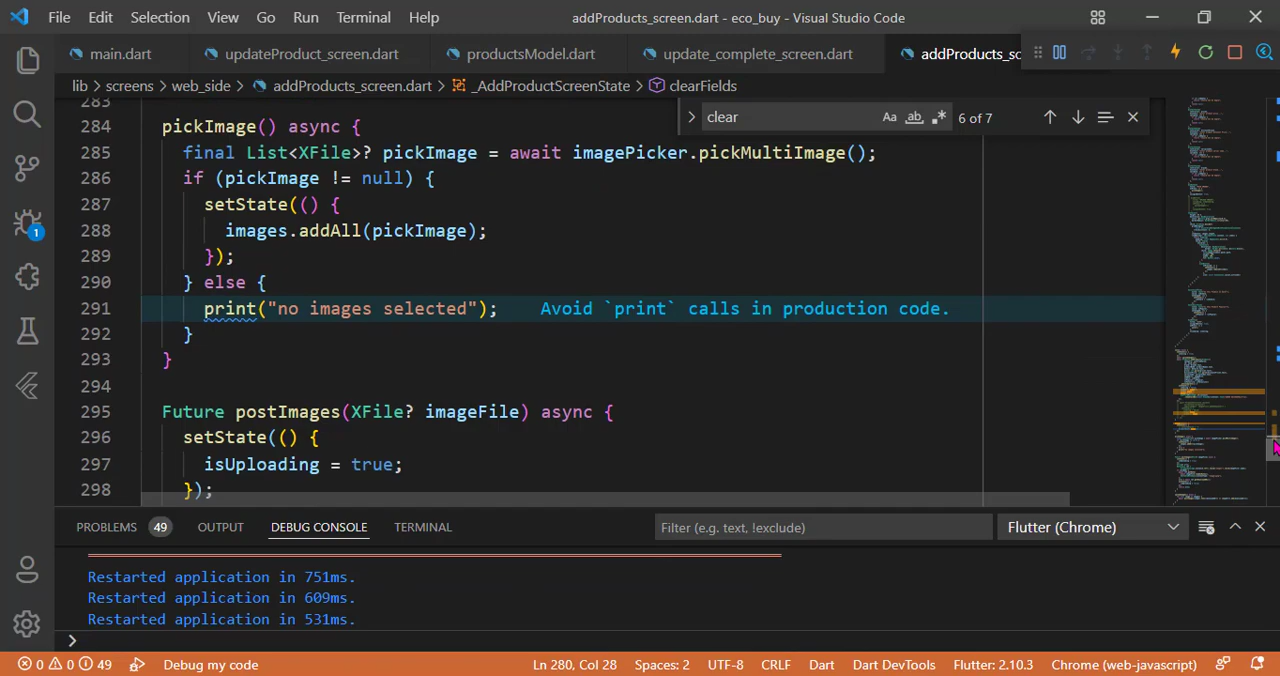 File Edit Selection View Go Run Terminal Help addProducts_screen.dart - eco_buy - Visual Studio Code
main.dart updateProduct_screen.dart productsModel.dart update_complete_screen.dart addProducts_sc
lib > screens > web_side > addProducts_screen.dart > _AddProductScreenState > clearFields
clear Aa ab .* 6 of 7
283
284 pickImage() async {
285 final List<XFile>? pickImage = await imagePicker.pickMultiImage();
286 if (pickImage != null) {
287 setState(() {
288 images.addAll(pickImage);
289 });
290 } else {
291 print("no images selected"); Avoid `print` calls in production code.
292 }
293 }
294
295 Future postImages(XFile? imageFile) async {
296 setState(() {
297 isUploading = true;
298 });
PROBLEMS 49 OUTPUT DEBUG CONSOLE TERMINAL Filter (e.g. text, !exclude) Flutter (Chrome)
Restarted application in 751ms.
Restarted application in 609ms.
Restarted application in 531ms.
>
1
0 0 49 Debug my code Ln 280, Col 28 Spaces: 2 UTF-8 CRLF Dart Dart DevTools Flutter: 2.10.3 Chrome (web-javascript)